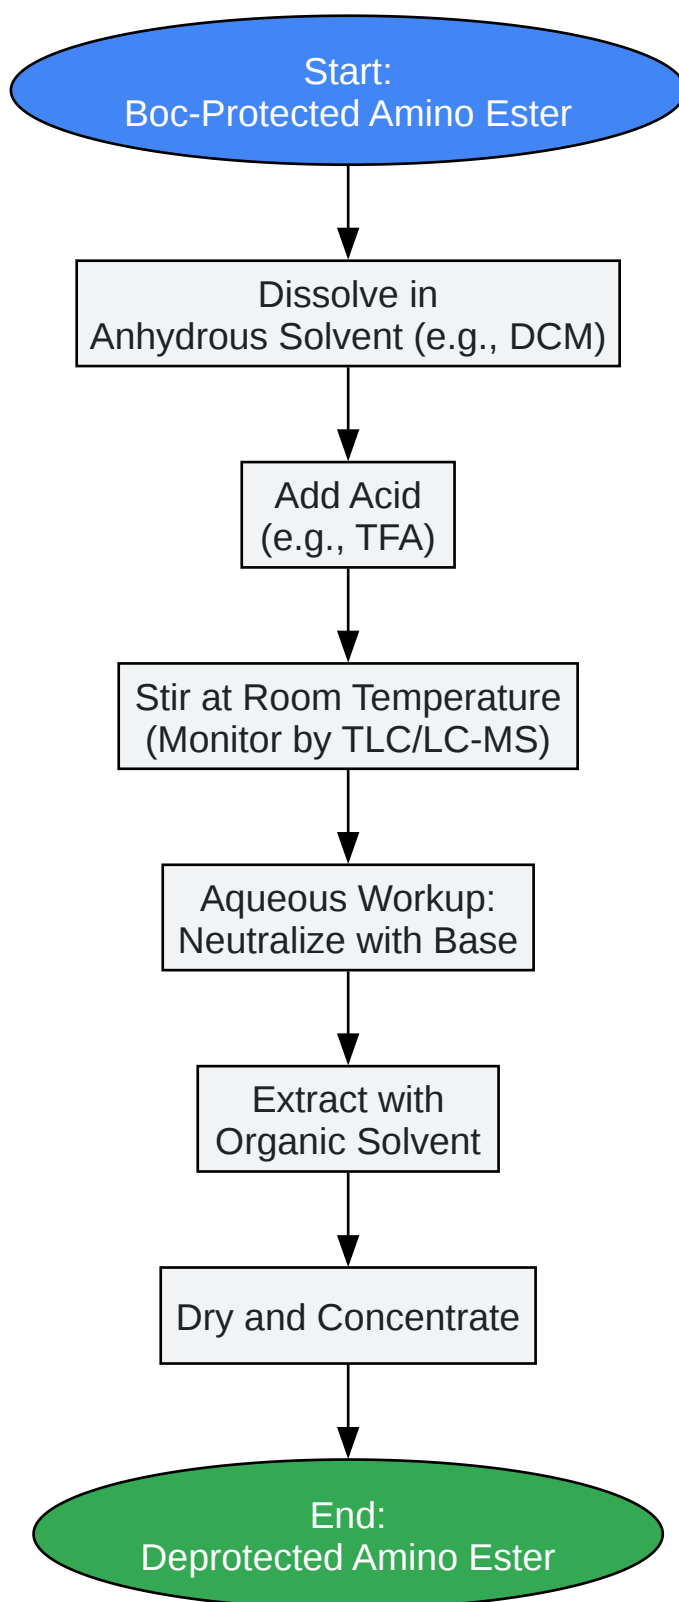 Start:
Boc-Protected Amino Ester
Dissolve in
Anhydrous Solvent (e.g., DCM)
Add Acid
(e.g., TFA)
Stir at Room Temperature
(Monitor by TLC/LC-MS)
Aqueous Workup:
Neutralize with Base
Extract with
Organic Solvent
Dry and Concentrate
End:
Deprotected Amino Ester